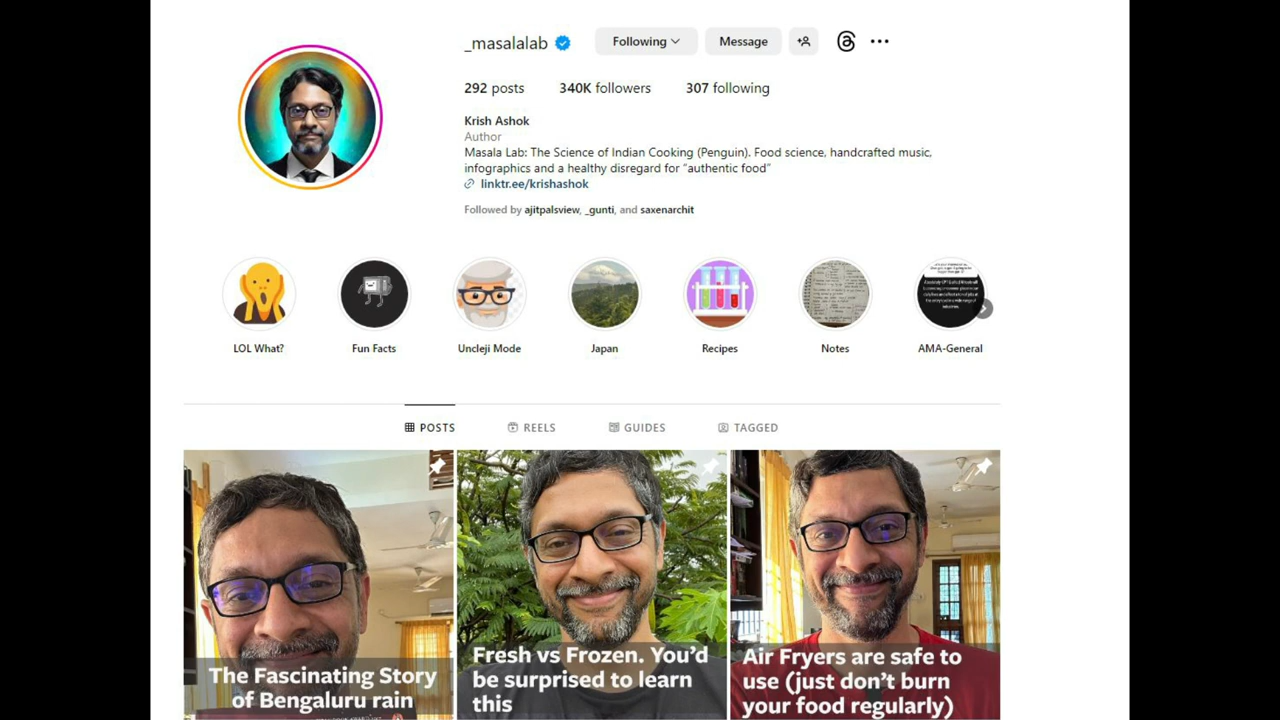 _masalalab Following Message
292 posts 340K followers 307 following
Krish Ashok
Author
Masala Lab: The Science of Indian Cooking (Penguin). Food science, handcrafted music,
infographics and a healthy disregard for "authentic food"
linktr.ee/krishashok
Followed by ajitpalsview, _gunti, and saxenarchit
LOL What? Fun Facts Uncleji Mode Japan Recipes Notes AMA-General
POSTS REELS GUIDES TAGGED
The Fascinating Story
of Bengaluru rain
Fresh vs Frozen. You'd
be surprised to learn
this
Air Fryers are safe to
use (just don't burn
your food regularly)